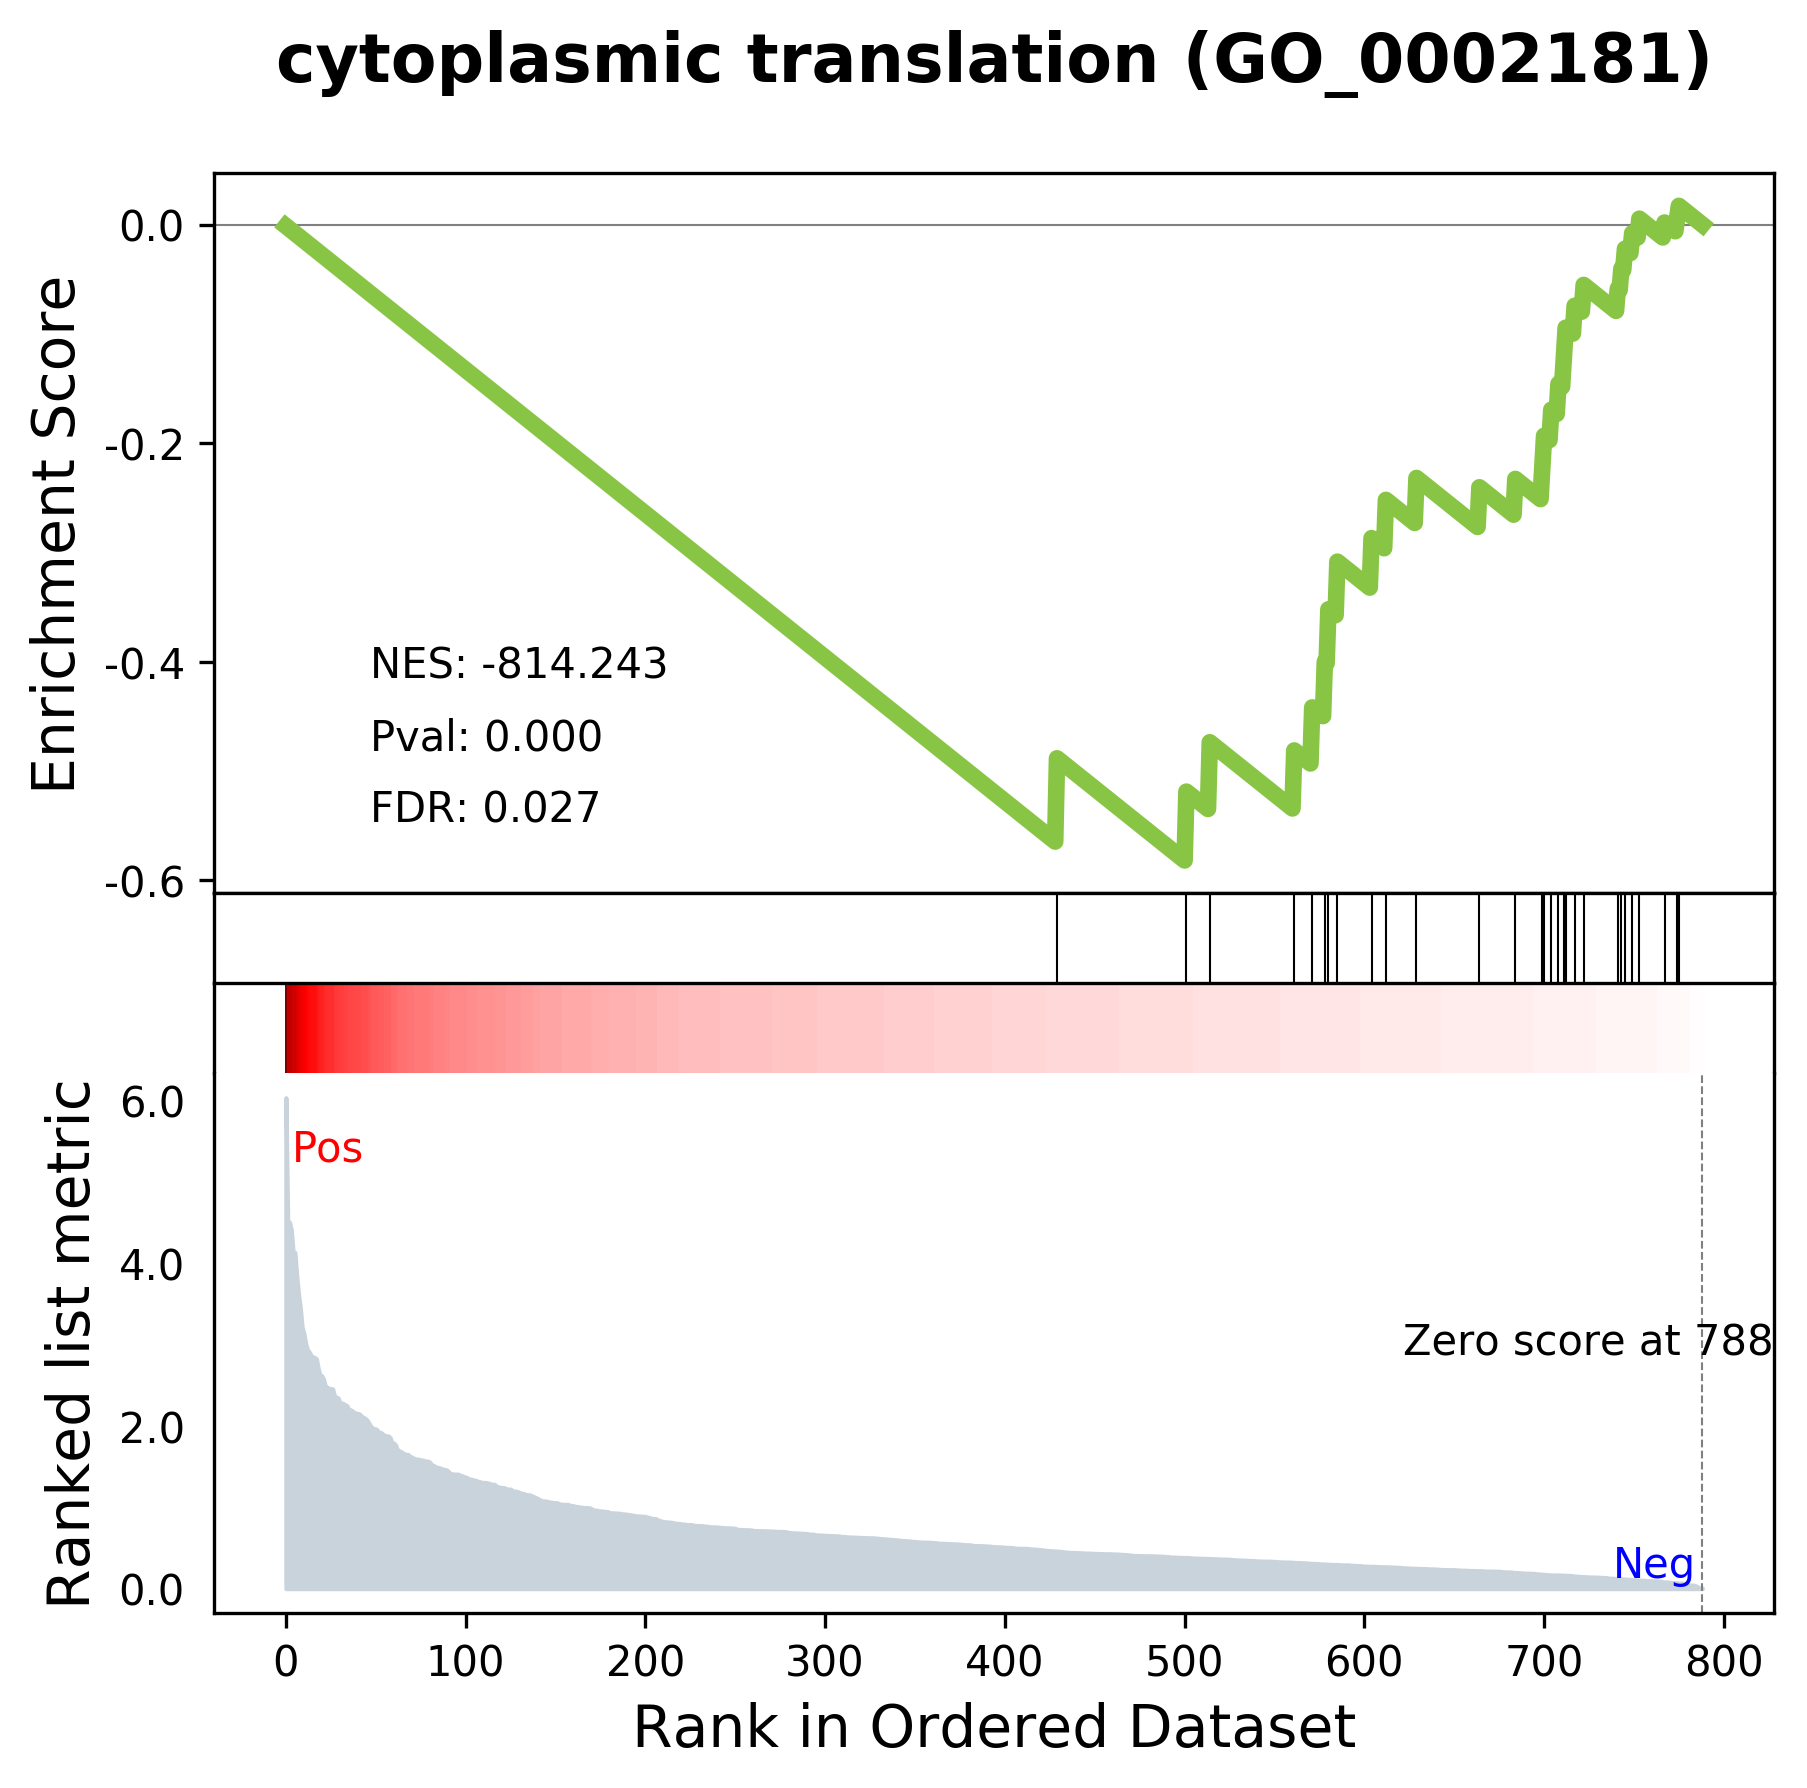 cytoplasmic translation (GO_0002181)
Enrichment Score
0.0
-0.2
-0.4
-0.6
NES: -814.243
Pval: 0.000
FDR: 0.027
Ranked list metric
6.0
4.0
2.0
0.0
Pos
Zero score at 788
Neg
0 100 200 300 400 500 600 700 800
Rank in Ordered Dataset